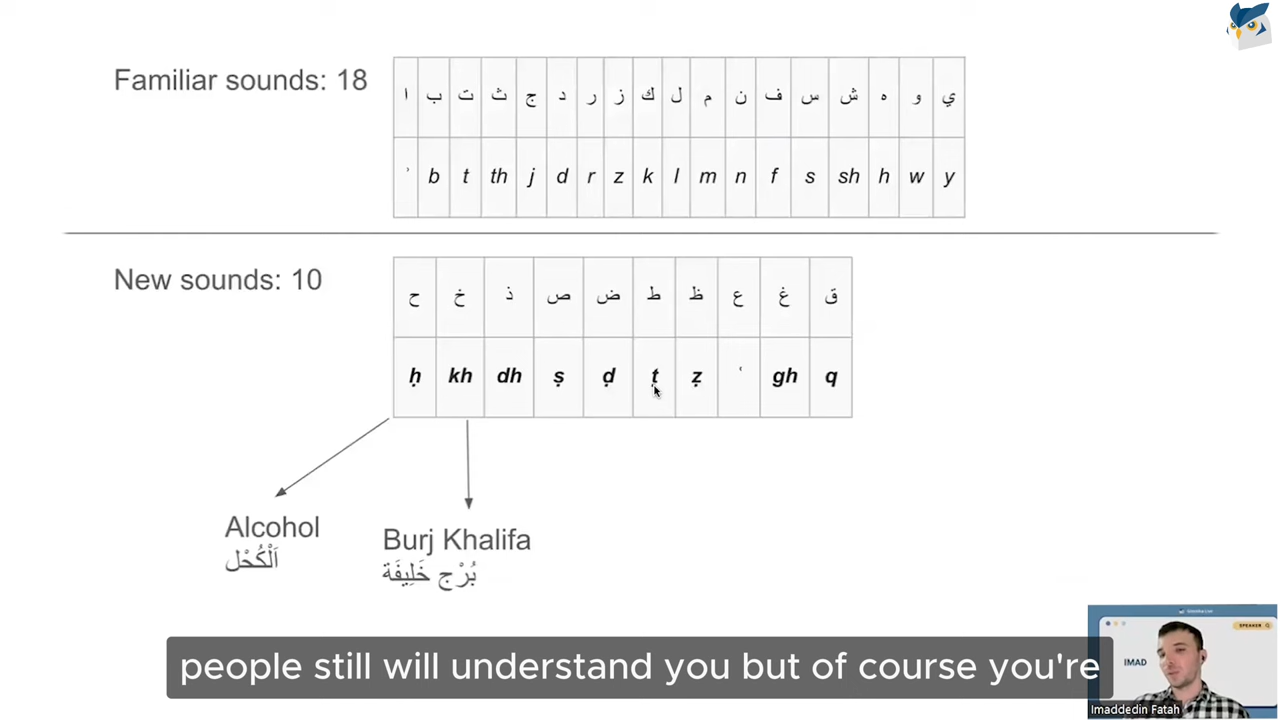 Familiar sounds: 18
ا ب ت ث ج د ر ز ك ل م ن ف س ش ه و ي
ʾ b t th j d r z k l m n f s sh h w y
New sounds: 10
ح خ ذ ص ض ط ظ ع غ ق
ḥ kh dh ṣ ḍ ṭ ẓ ʿ gh q
Alcohol
اَلْكُحْل
Burj Khalifa
بُرْج خَلِيفَة
people still will understand you but of course you're
SPEAKER
IMAD
Imaddedin Fatah